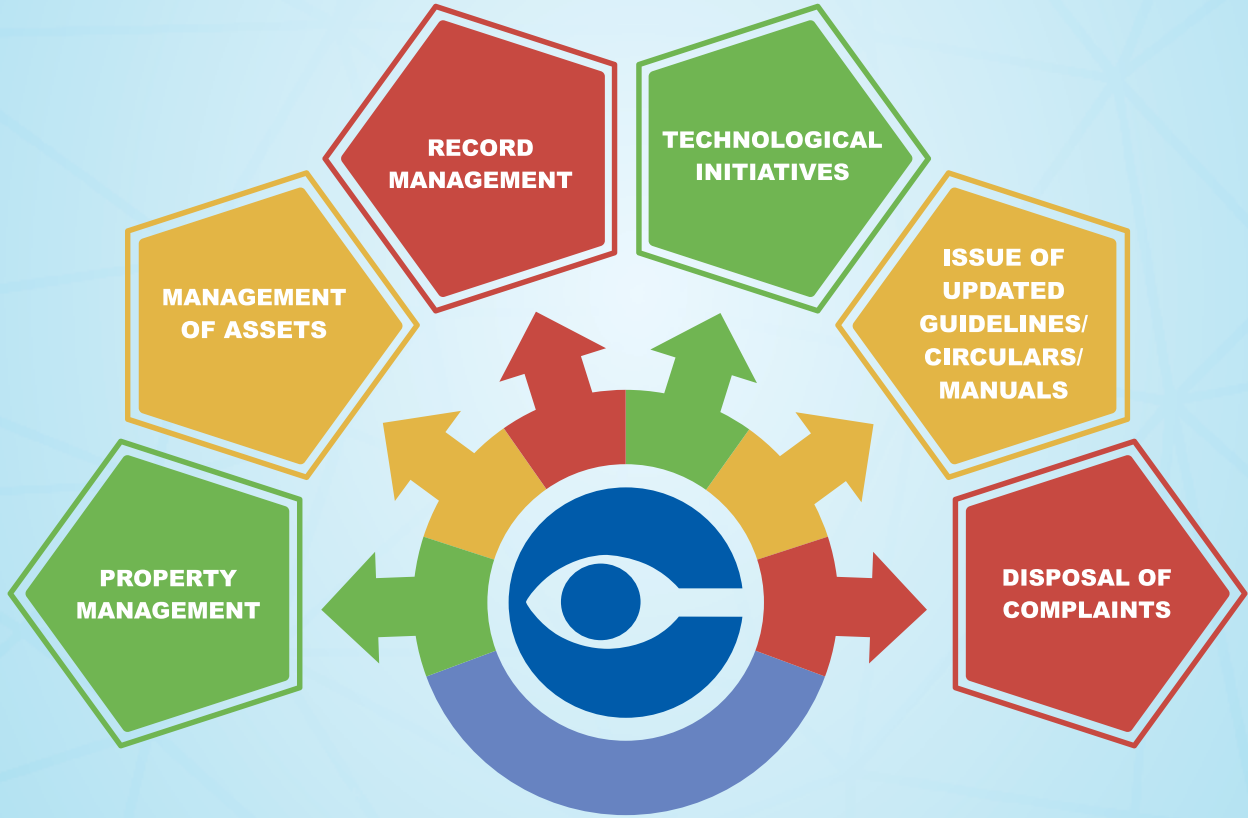 RECORD
MANAGEMENT
TECHNOLOGICAL
INITIATIVES
MANAGEMENT
OF ASSETS
ISSUE OF
UPDATED
GUIDELINES/
CIRCULARS/
MANUALS
PROPERTY
MANAGEMENT
DISPOSAL OF
COMPLAINTS